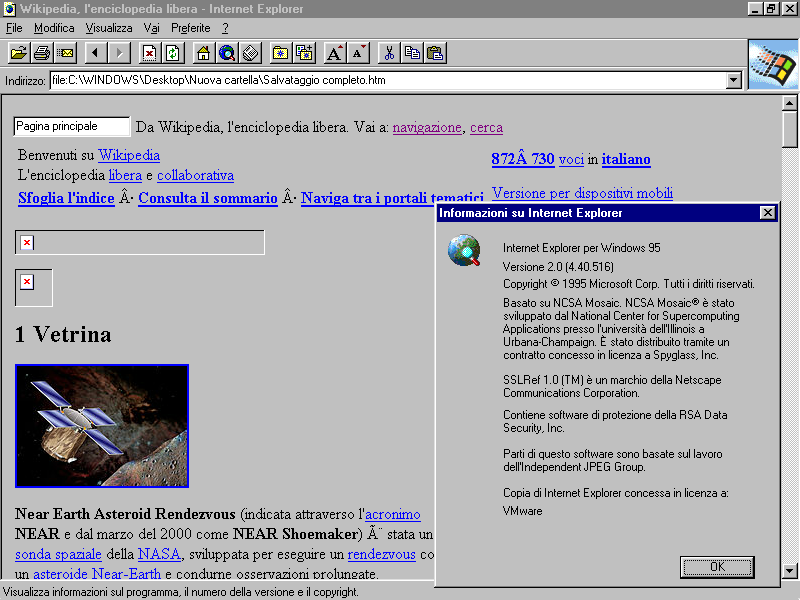 Wikipedia, l'enciclopedia libera - Internet Explorer
File Modifica Visualizza Vai Preferite ?
Indirizzo: file:C:\WINDOWS\Desktop\Nuova cartella\Salvataggio completo.htm
Pagina principale Da Wikipedia, l'enciclopedia libera. Vai a: navigazione, cerca
Benvenuti su Wikipedia
L'enciclopedia libera e collaborativa
Sfoglia l'indice Â· Consulta il sommario Â· Naviga tra i portali tematici
872Â 730 voci in italiano
Versione per dispositivi mobili
1 Vetrina
Near Earth Asteroid Rendezvous (indicata attraverso l'acronimo
NEAR e dal marzo del 2000 come NEAR Shoemaker) Ã¨ stata un
sonda spaziale della NASA, sviluppata per eseguire un rendezvous co
un asteroide Near-Earth e condurne osservazioni prolungate.
Informazioni su Internet Explorer
Internet Explorer per Windows 95
Versione 2.0 (4.40.516)
Copyright © 1995 Microsoft Corp. Tutti i diritti riservati.
Basato su NCSA Mosaic. NCSA Mosaic® è stato
sviluppato dal National Center for Supercomputing
Applications presso l'università dell'Illinois a
Urbana-Champaign. È stato distribuito tramite un
contratto concesso in licenza a Spyglass, Inc.
SSLRef 1.0 (TM) è un marchio della Netscape
Communications Corporation.
Contiene software di protezione della RSA Data
Security, Inc.
Parti di questo software sono basate sul lavoro
dell'Independent JPEG Group.
Copia di Internet Explorer concessa in licenza a:
VMware
OK
Visualizza informazioni sul programma, il numero della versione e il copyright.